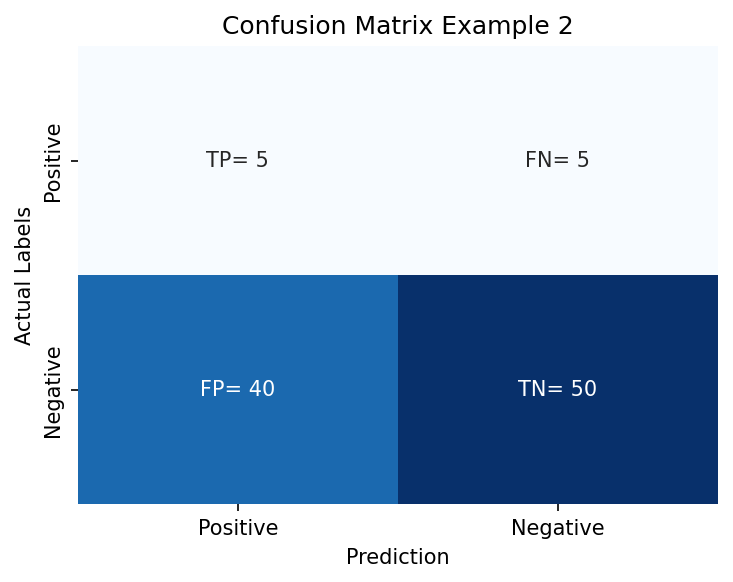 Confusion Matrix Example 2
Actual Labels
Positive
TP= 5
FN= 5
Negative
FP= 40
TN= 50
Positive
Negative
Prediction